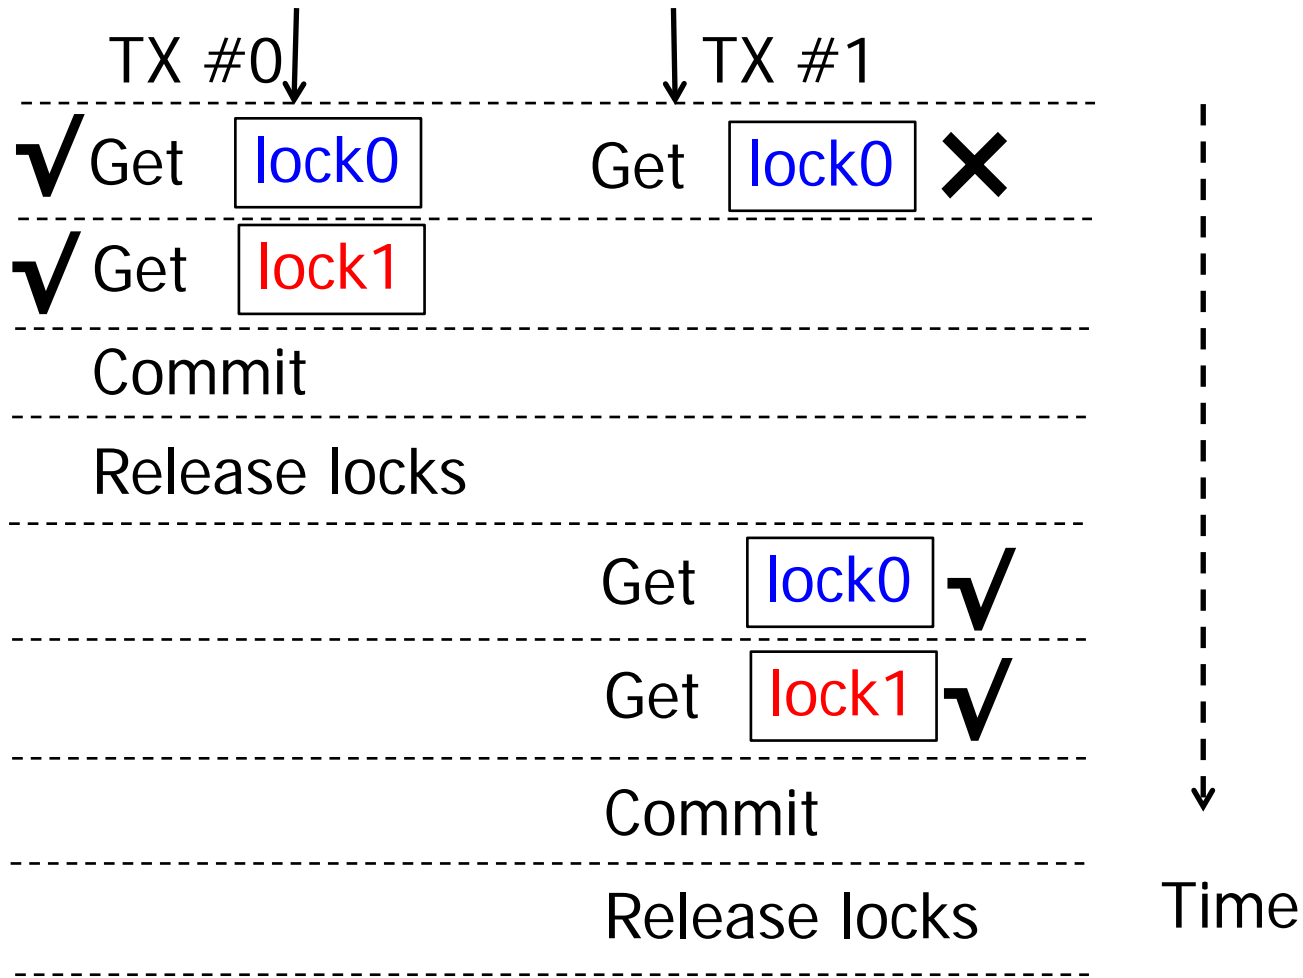 TX #0 TX #1
√ Get lock0 Get lock0 ×
√ Get lock1
Commit
Release locks
Get lock0 √
Get lock1 √
Commit
Release locks
Time